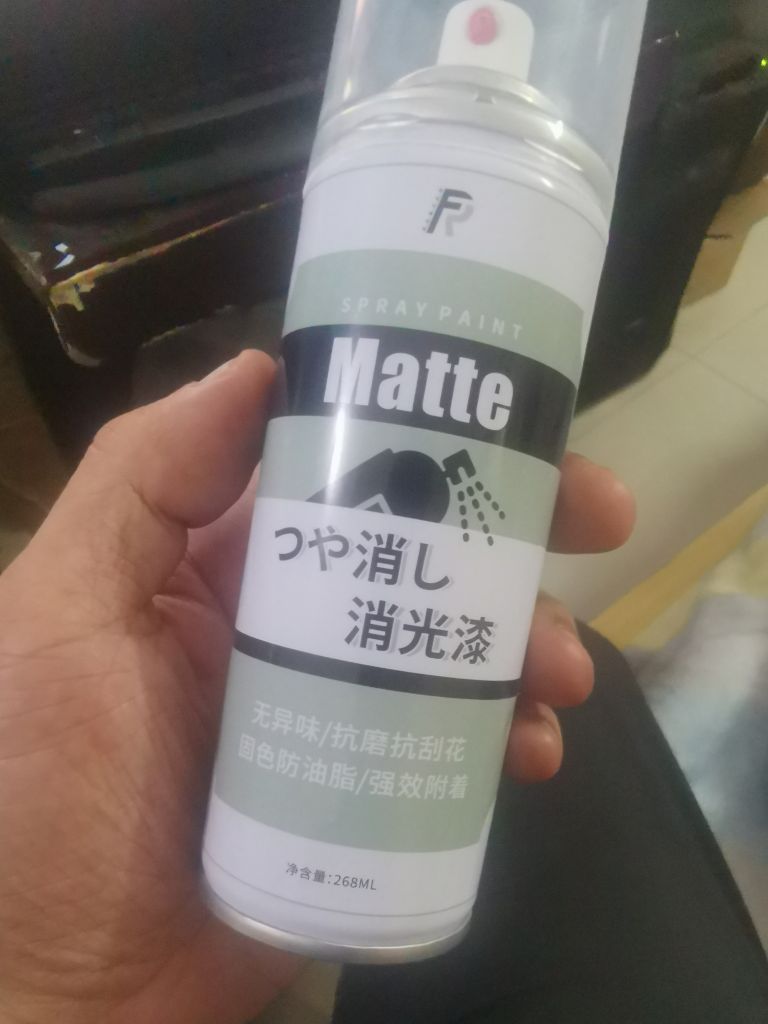 FR
SPRAY PAINT
Matte
つや消し
消光漆
无异味/抗磨抗刮花
固色防油脂/强效附着
净含量:268ML